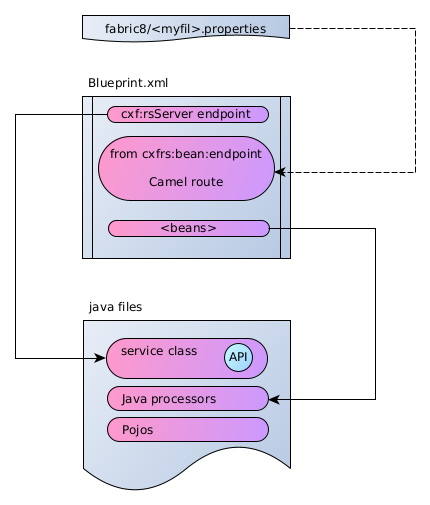 fabric8/<myfil>.properties
Blueprint.xml
cxf:rsServer endpoint
from cxfrs:bean:endpoint
Camel route
<beans>
java files
service class
API
Java processors
Pojos